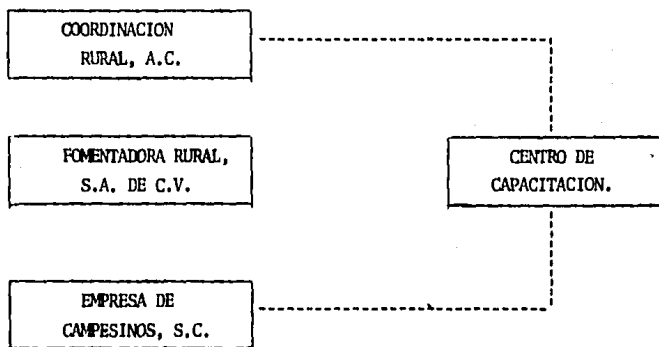 COORDINACION
RURAL, A.C.
FOMENTADORA RURAL,
S.A. DE C.V.
CENTRO DE
CAPACITACION.
EMPRESA DE
CAMPESINOS, S.C.